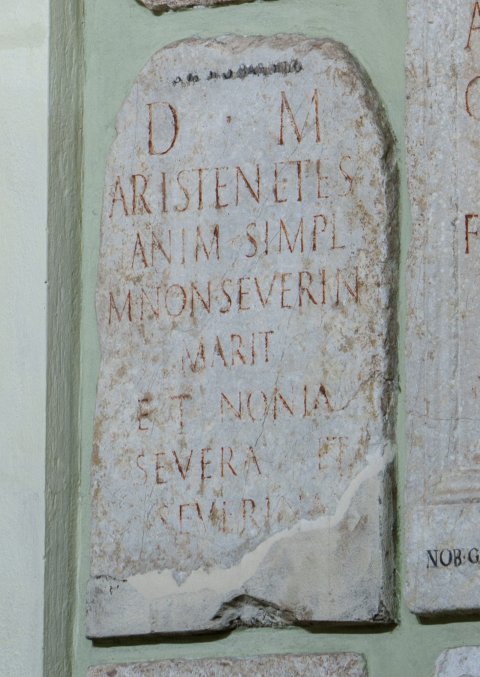 D · M
ARISTENETES
ANIM · SIMPL
M · NON · SEVERIN
MARIT
ET NONIA
SEVERA ET
NOB · G